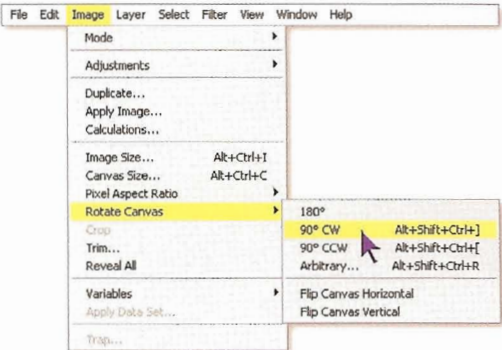 File Edit Image Layer Select Filter View Window Help
Mode
Adjustments
Duplicate...
Apply Image...
Calculations...
Image Size... Alt+Ctrl+I
Canvas Size... Alt+Ctrl+C
Pixel Aspect Ratio
Rotate Canvas
Crop
Trim...
Reveal All
Variables
Apply Data Set...
Trap...
180°
90° CW Alt+Shift+Ctrl+]
90° CCW Alt+Shift+Ctrl+[
Arbitrary... Alt+Shift+Ctrl+R
Flip Canvas Horizontal
Flip Canvas Vertical